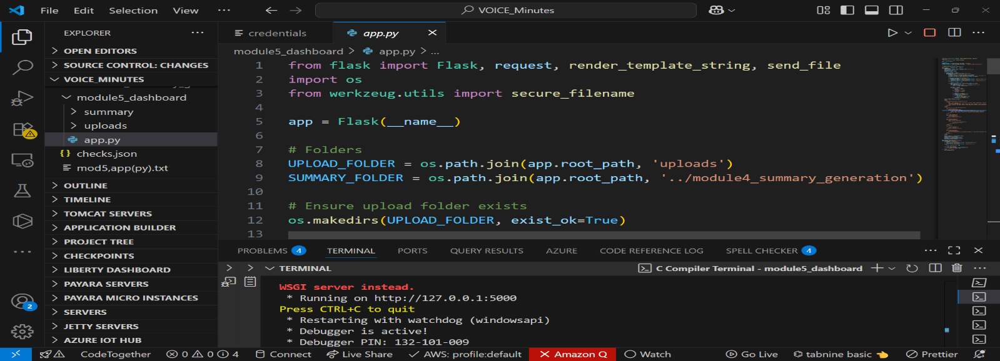 File Edit Selection View ··· VOICE_Minutes
EXPLORER ···
OPEN EDITORS
SOURCE CONTROL: CHANGES
VOICE_MINUTES
module5_dashboard
summary
uploads
app.py
checks.json
mod5,app(py).txt
OUTLINE
TIMELINE
TOMCAT SERVERS
APPLICATION BUILDER
PROJECT TREE
CHECKPOINTS
LIBERTY DASHBOARD
PAYARA SERVERS
PAYARA MICRO INSTANCES
SERVERS
JETTY SERVERS
AZURE IOT HUB
credentials app.py
module5_dashboard > app.py > ...
1 from flask import Flask, request, render_template_string, send_file
2 import os
3 from werkzeug.utils import secure_filename
4
5 app = Flask(__name__)
6
7 # Folders
8 UPLOAD_FOLDER = os.path.join(app.root_path, 'uploads')
9 SUMMARY_FOLDER = os.path.join(app.root_path, '../module4_summary_generation')
10
11 # Ensure upload folder exists
12 os.makedirs(UPLOAD_FOLDER, exist_ok=True)
13
PROBLEMS 4 TERMINAL PORTS QUERY RESULTS AZURE CODE REFERENCE LOG SPELL CHECKER 4 ···
TERMINAL C Compiler Terminal - module5_dashboard
WSGI server instead.
* Running on http://127.0.0.1:5000
Press CTRL+C to quit
* Restarting with watchdog (windowsapi)
* Debugger is active!
* Debugger PIN: 132-101-009
2
CodeTogether 0 0 4 Connect Live Share AWS: profile:default Amazon Q Watch Go Live tabnine basic Prettier